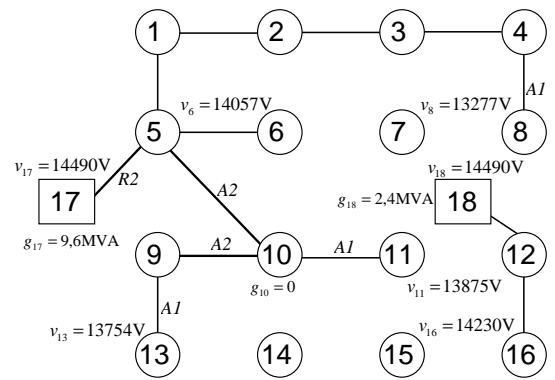 1 2 3 4
v₆ = 14057V v₈ = 13277V A1
5 6 7 8
v₁₇ = 14490V v₁₈ = 14490V
R2
17 A2 g₁₈ = 2,4MVA 18
g₁₇ = 9,6MVA
A2 A1
9 10 11 12
g₁₀ = 0 v₁₁ = 13875V
A1
v₁₃ = 13754V v₁₆ = 14230V
13 14 15 16